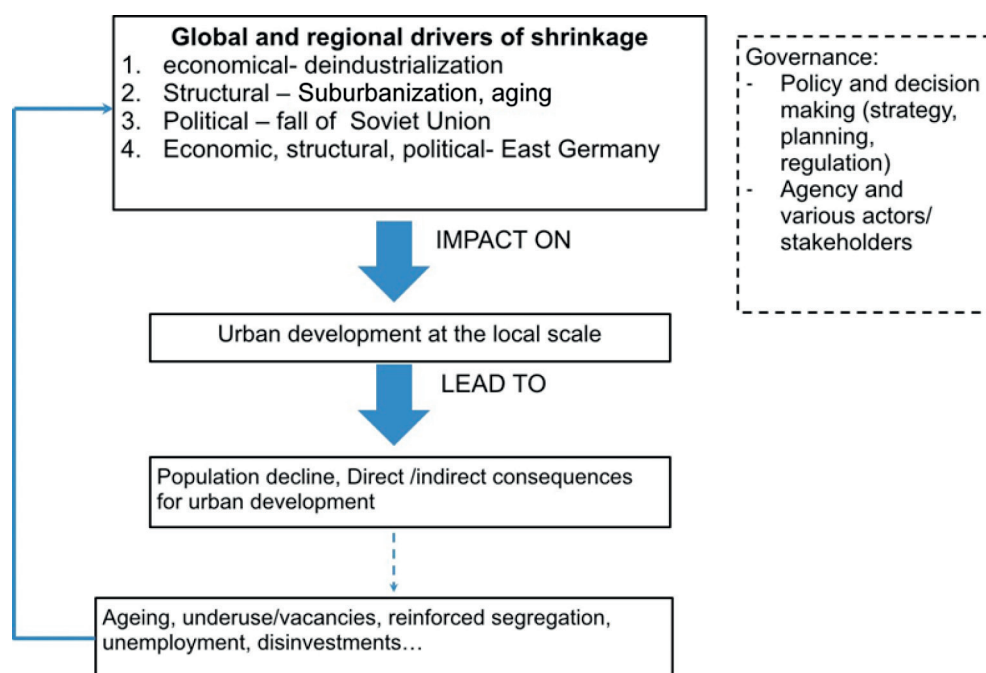 Global and regional drivers of shrinkage
1. economical- deindustrialization
2. Structural – Suburbanization, aging
3. Political – fall of Soviet Union
4. Economic, structural, political- East Germany
Governance:
- Policy and decision
making (strategy,
planning,
regulation)
- Agency and
various actors/
stakeholders
IMPACT ON
Urban development at the local scale
LEAD TO
Population decline, Direct /indirect consequences
for urban development
Ageing, underuse/vacancies, reinforced segregation,
unemployment, disinvestments…